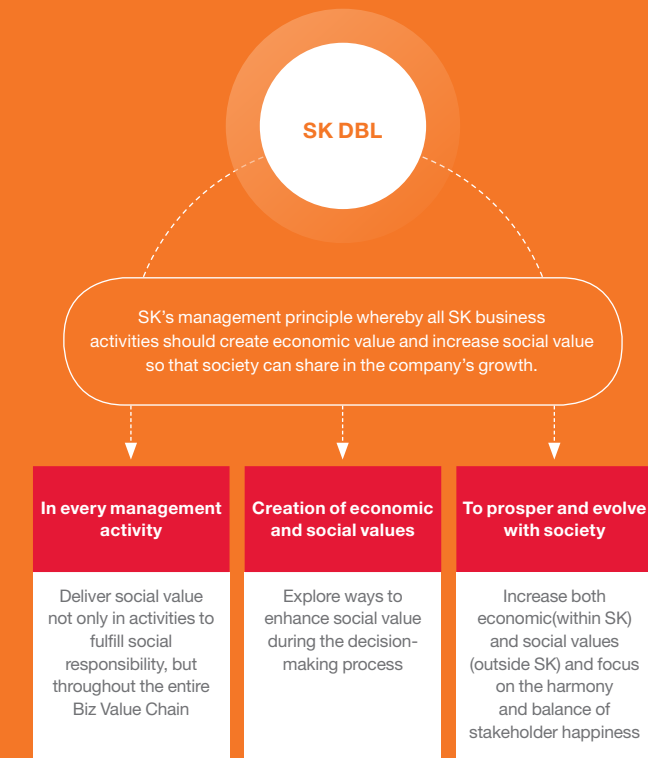 SK DBL
SK’s management principle whereby all SK business
activities should create economic value and increase social value
so that society can share in the company’s growth.
In every management
activity
Deliver social value
not only in activities to
fulfill social
responsibility, but
throughout the entire
Biz Value Chain
Creation of economic
and social values
Explore ways to
enhance social value
during the decision-
making process
To prosper and evolve
with society
Increase both
economic(within SK)
and social values
(outside SK) and focus
on the harmony
and balance of
stakeholder happiness